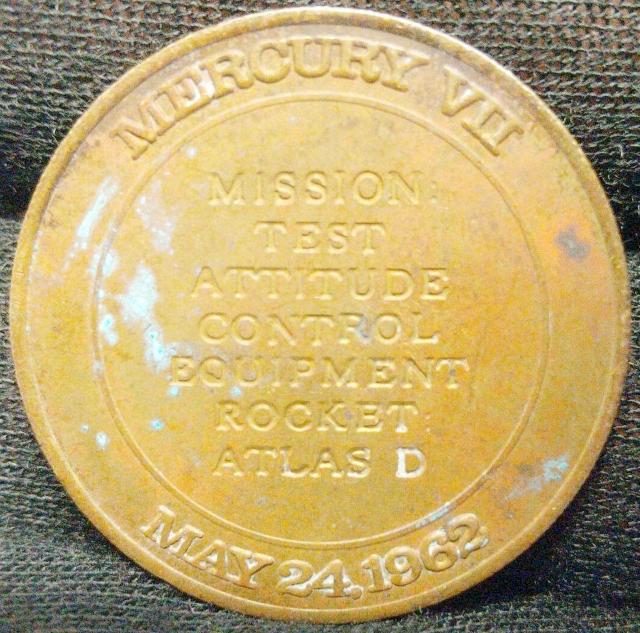 MERCURY VII
MISSION:
TEST
ATTITUDE
CONTROL
EQUIPMENT
ROCKET:
ATLAS D
MAY 24, 1962